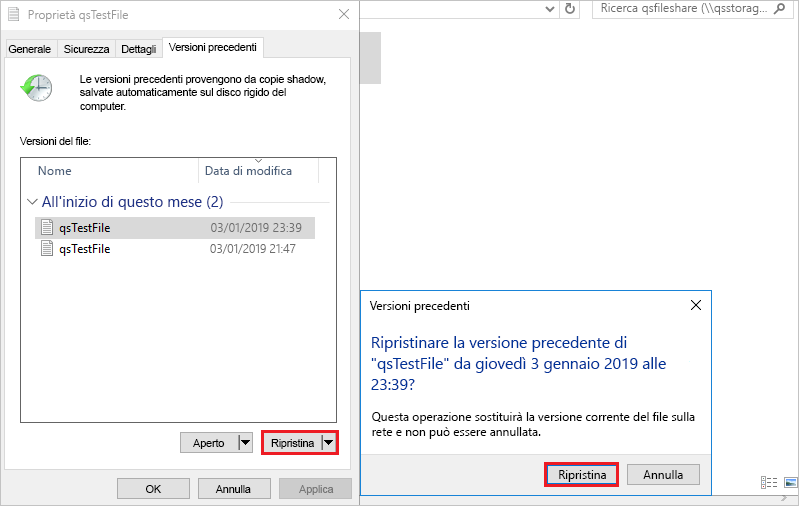 Proprietà qsTestFile
Generale
Sicurezza
Dettagli
Versioni precedenti
Le versioni precedenti provengono da copie shadow,
salvate automaticamente sul disco rigido del
computer.
Versioni del file:
Nome
Data di modifica
All'inizio di questo mese (2)
qsTestFile
03/01/2019 23:39
qsTestFile
03/01/2019 21:47
Aperto
Ripristina
OK
Annulla
Applica
Ricerca qsfileshare (\\qsstorag...
Versioni precedenti
Ripristinare la versione precedente di
"qsTestFile" da giovedì 3 gennaio 2019 alle
23:39?
Questa operazione sostituirà la versione corrente del file sulla
rete e non può essere annullata.
Ripristina
Annulla